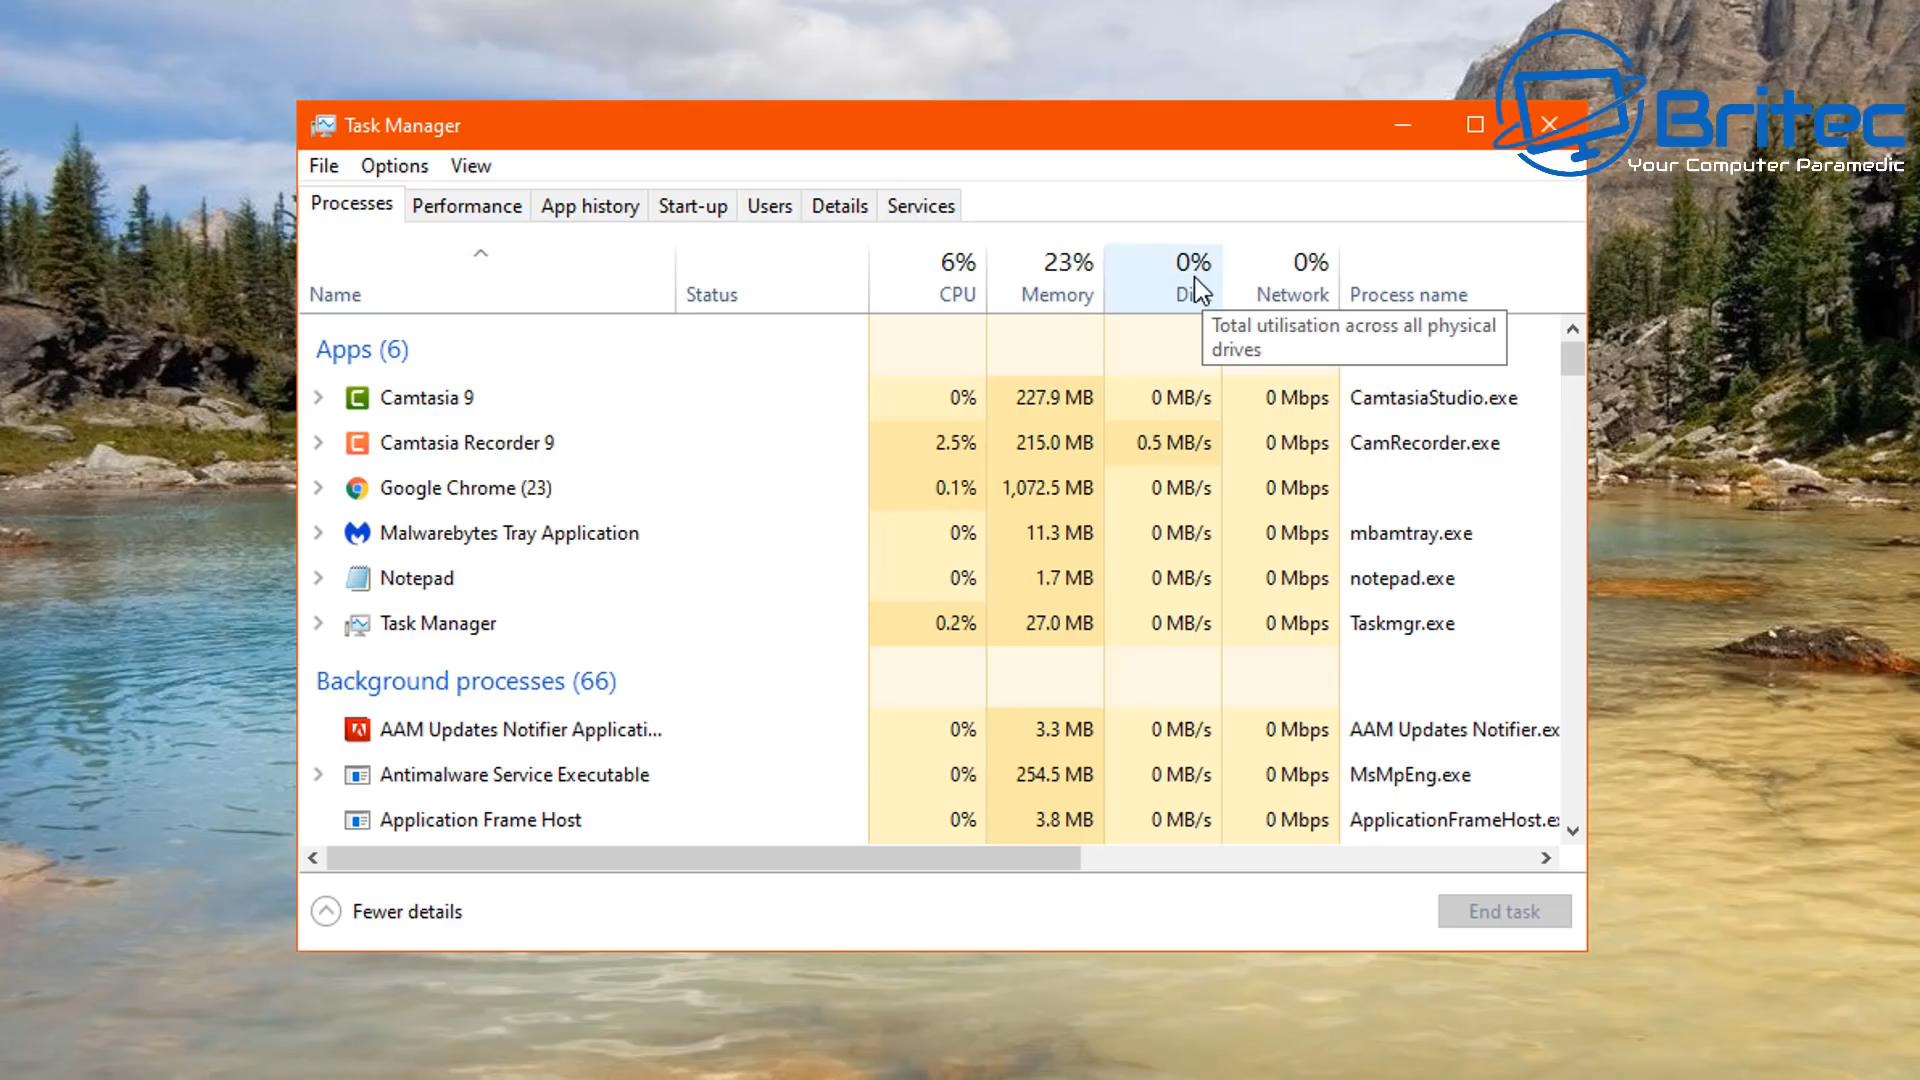 Britec
Your Computer Paramedic
Task Manager
File Options View
Processes Performance App history Start-up Users Details Services
6% 23% 0% 0%
Name Status CPU Memory Di Network Process name
Total utilisation across all physical
drives
Apps (6)
Camtasia 9 0% 227.9 MB 0 MB/s 0 Mbps CamtasiaStudio.exe
Camtasia Recorder 9 2.5% 215.0 MB 0.5 MB/s 0 Mbps CamRecorder.exe
Google Chrome (23) 0.1% 1,072.5 MB 0 MB/s 0 Mbps
Malwarebytes Tray Application 0% 11.3 MB 0 MB/s 0 Mbps mbamtray.exe
Notepad 0% 1.7 MB 0 MB/s 0 Mbps notepad.exe
Task Manager 0.2% 27.0 MB 0 MB/s 0 Mbps Taskmgr.exe
Background processes (66)
AAM Updates Notifier Applicati... 0% 3.3 MB 0 MB/s 0 Mbps AAM Updates Notifier.ex
Antimalware Service Executable 0% 254.5 MB 0 MB/s 0 Mbps MsMpEng.exe
Application Frame Host 0% 3.8 MB 0 MB/s 0 Mbps ApplicationFrameHost.ex
Fewer details End task